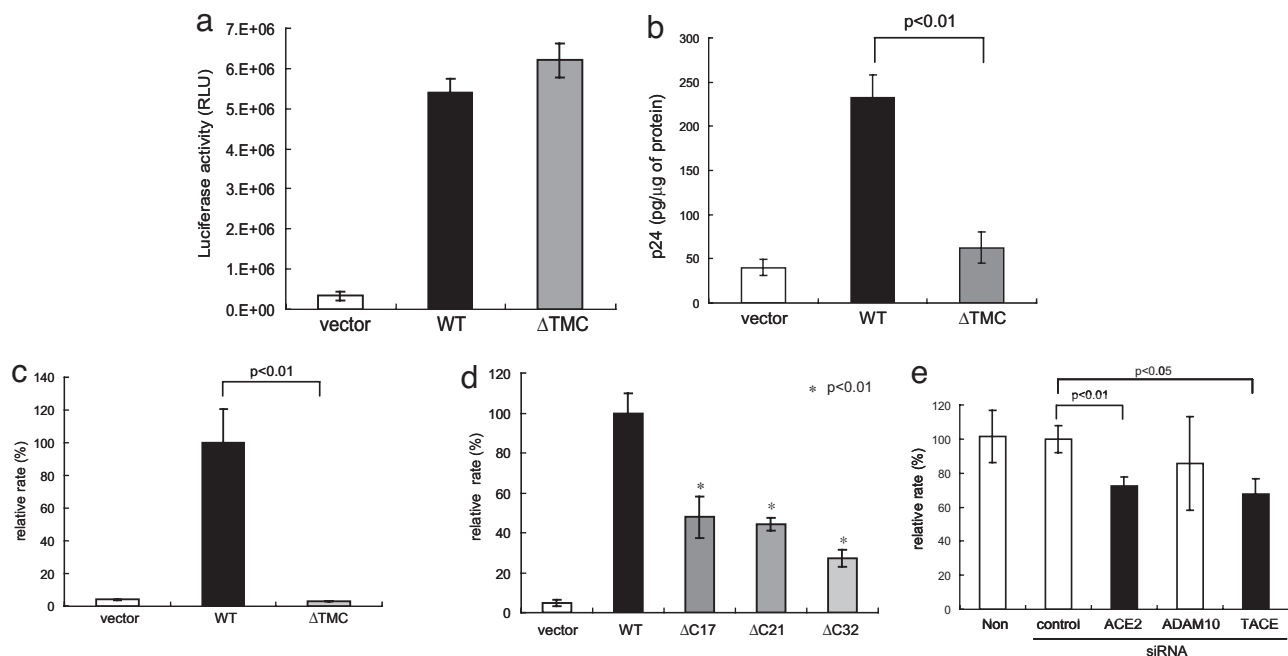 a
Luciferase activity (RLU)
7.E+06
6.E+06
5.E+06
4.E+06
3.E+06
2.E+06
1.E+06
0.E+00
vector WT ΔTMC
b
p<0.01
p24 (pg/μg of protein)
300
250
200
150
100
50
0
vector WT ΔTMC
c
p<0.01
relative rate (%)
140
120
100
80
60
40
20
0
vector WT ΔTMC
d
* p<0.01
relative rate (%)
120
100
80
60
40
20
0
* * *
vector WT ΔC17 ΔC21 ΔC32
e
p<0.05
p<0.01
relative rate (%)
120
100
80
60
40
20
0
Non control ACE2 ADAM10 TACE
siRNA